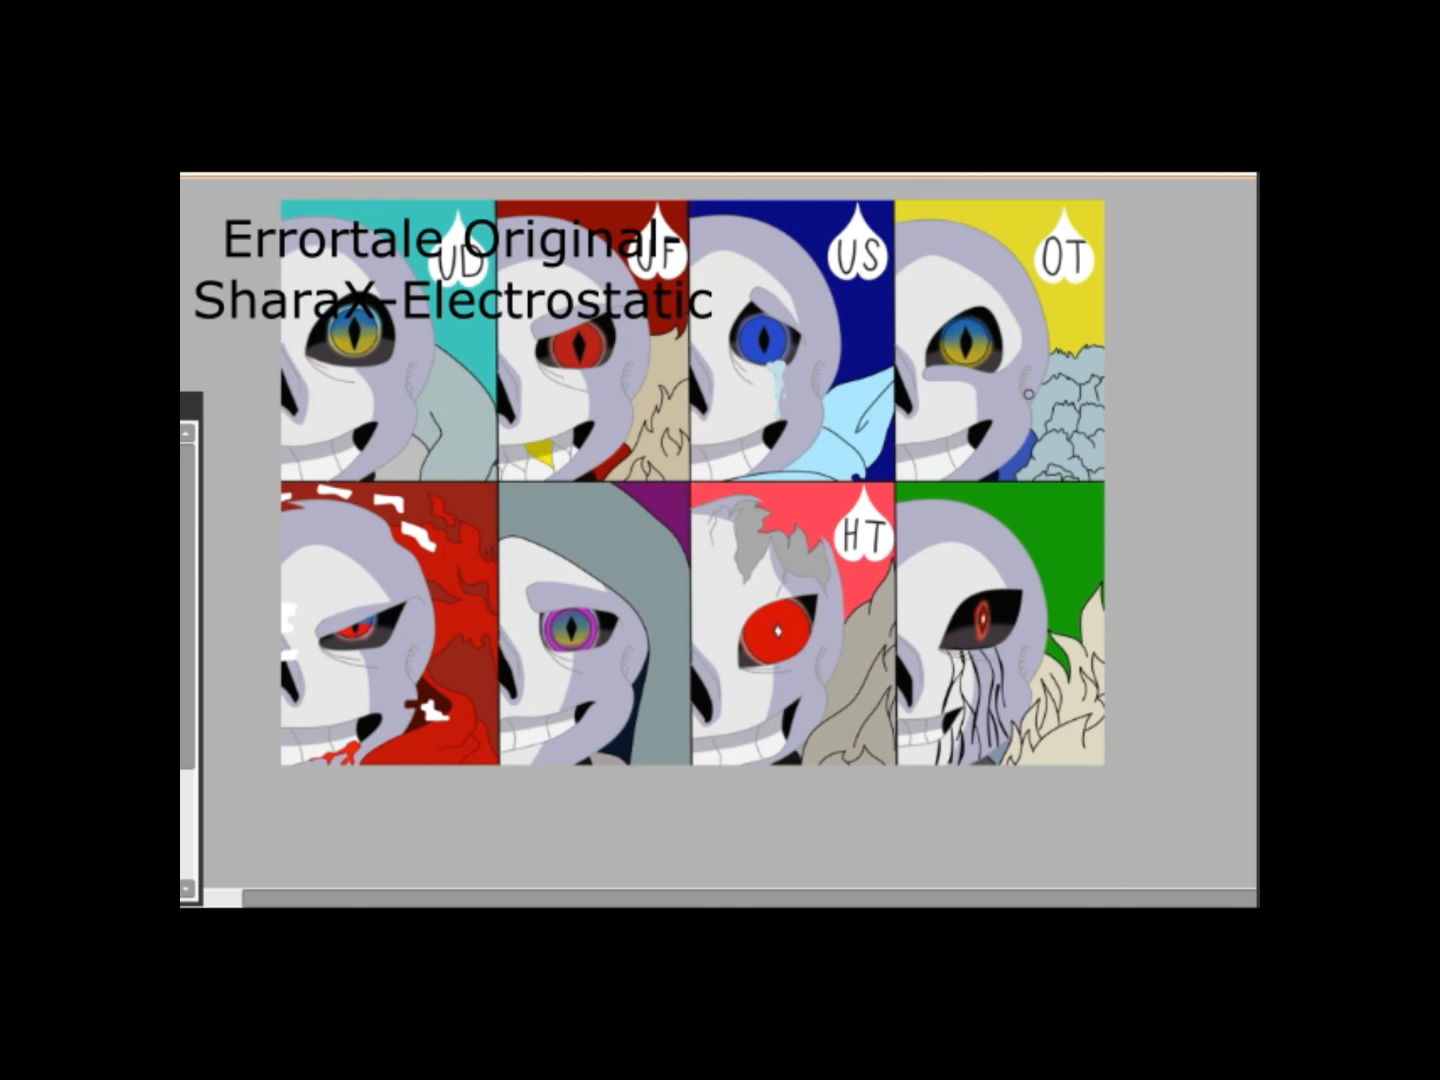 Errortale Original-
SharaX-Electrostatic
UD
UF
US
OT
HT